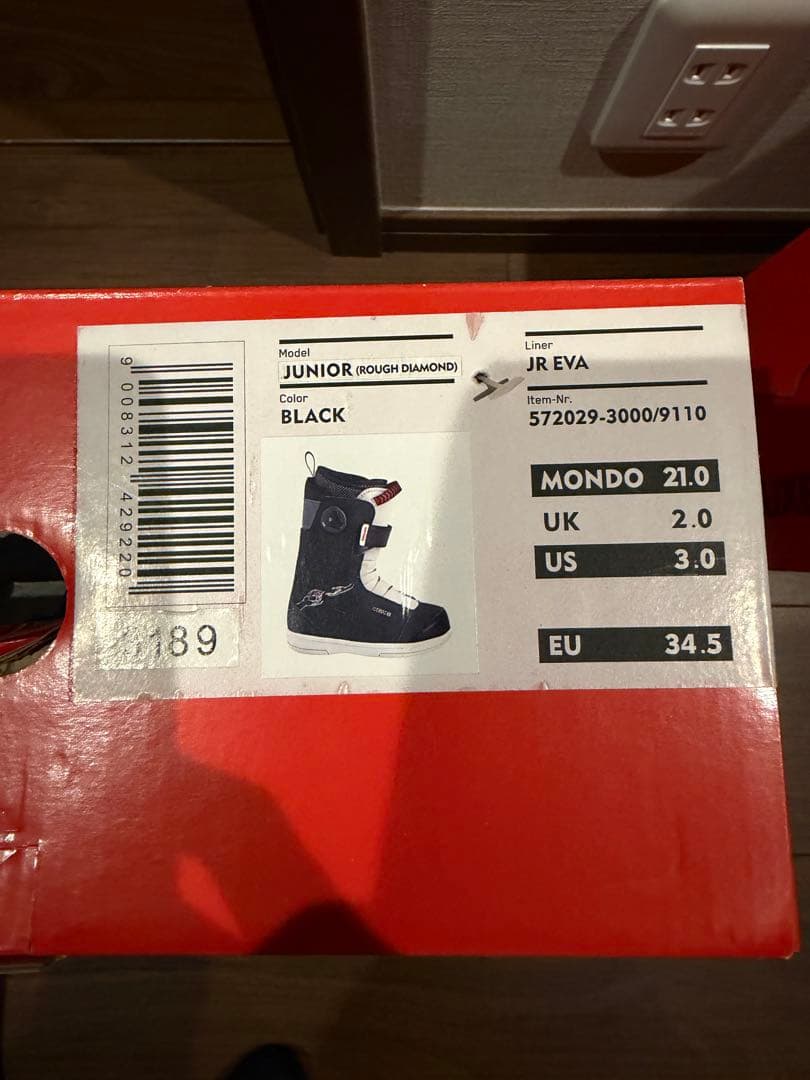 9 008312 429220
189
Model
JUNIOR (ROUGH DIAMOND)
Color
BLACK
Liner
JR EVA
Item-Nr.
572029-3000/9110
MONDO 21.0
UK 2.0
US 3.0
EU 34.5